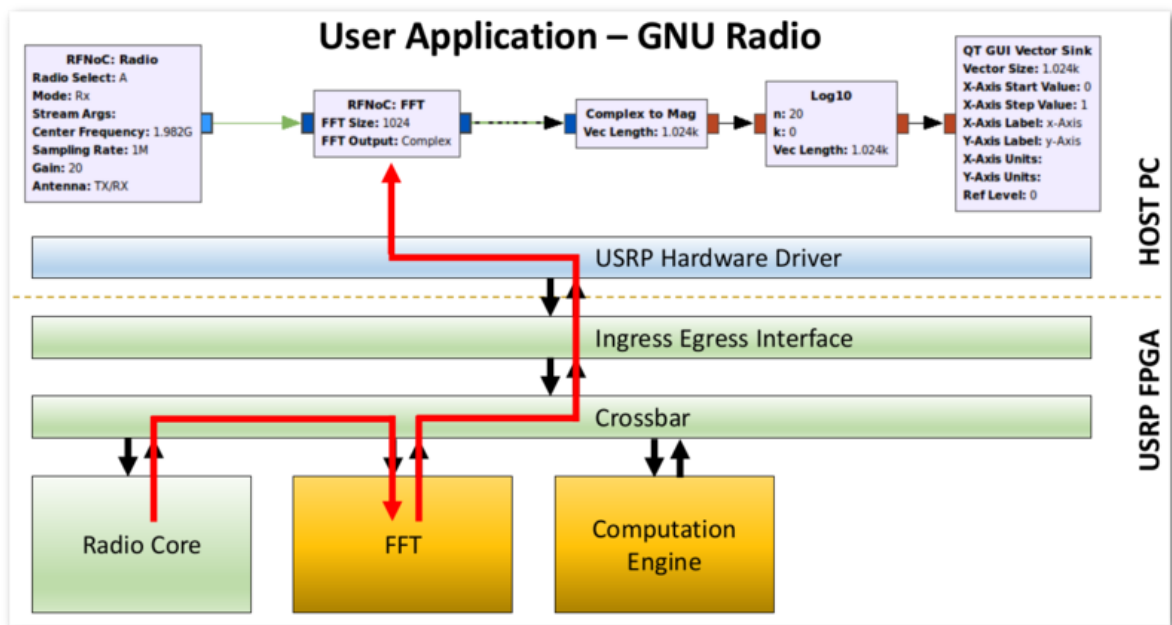 User Application – GNU Radio
RFNoC: Radio
Radio Select: A
Mode: Rx
Stream Args:
Center Frequency: 1.982G
Sampling Rate: 1M
Gain: 20
Antenna: TX/RX
RFNoC: FFT
FFT Size: 1024
FFT Output: Complex
Complex to Mag
Vec Length: 1.024k
Log10
n: 20
k: 0
Vec Length: 1.024k
QT GUI Vector Sink
Vector Size: 1.024k
X-Axis Start Value: 0
X-Axis Step Value: 1
X-Axis Label: x-Axis
Y-Axis Label: y-Axis
X-Axis Units:
Y-Axis Units:
Ref Level: 0
HOST PC
USRP Hardware Driver
Ingress Egress Interface
Crossbar
USRP FPGA
Radio Core
FFT
Computation
Engine